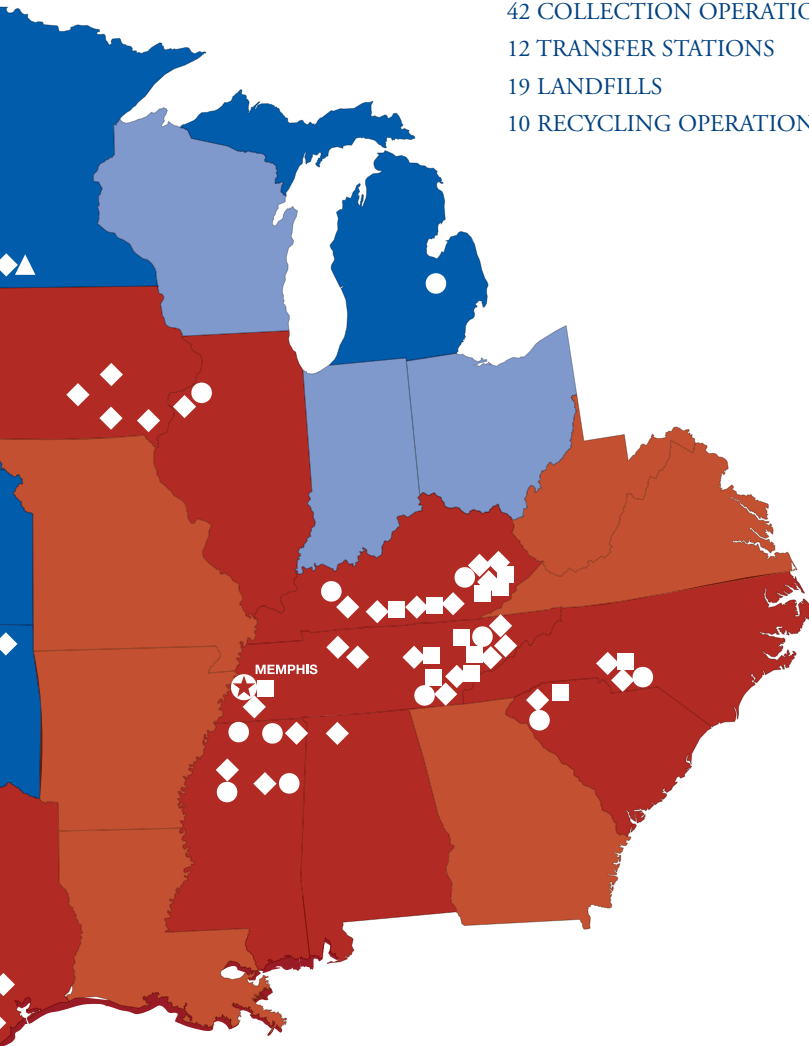 42 COLLECTION OPERATIO
12 TRANSFER STATIONS
19 LANDFILLS
10 RECYCLING OPERATION
MEMPHIS